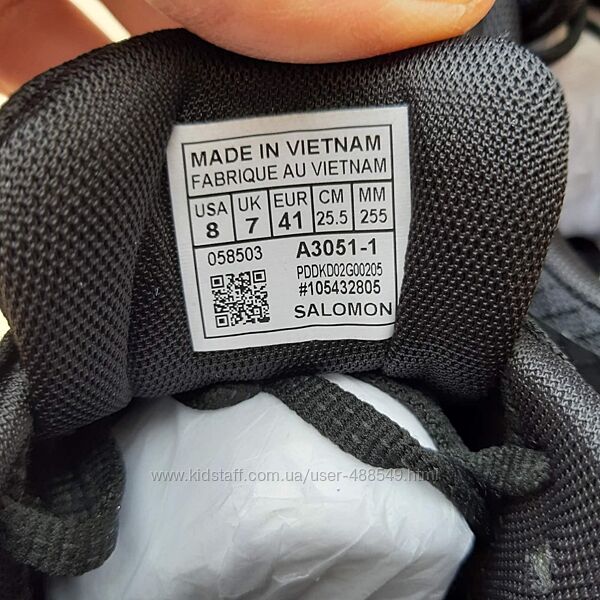 MADE IN VIETNAM
FABRIQUE AU VIETNAM
USA UK EUR CM MM
8 7 41 25.5 255
058503 A3051-1
PDDKD02G00205
#105432805
SALOMON
www.kidstaff.com.ua/user-488549.html